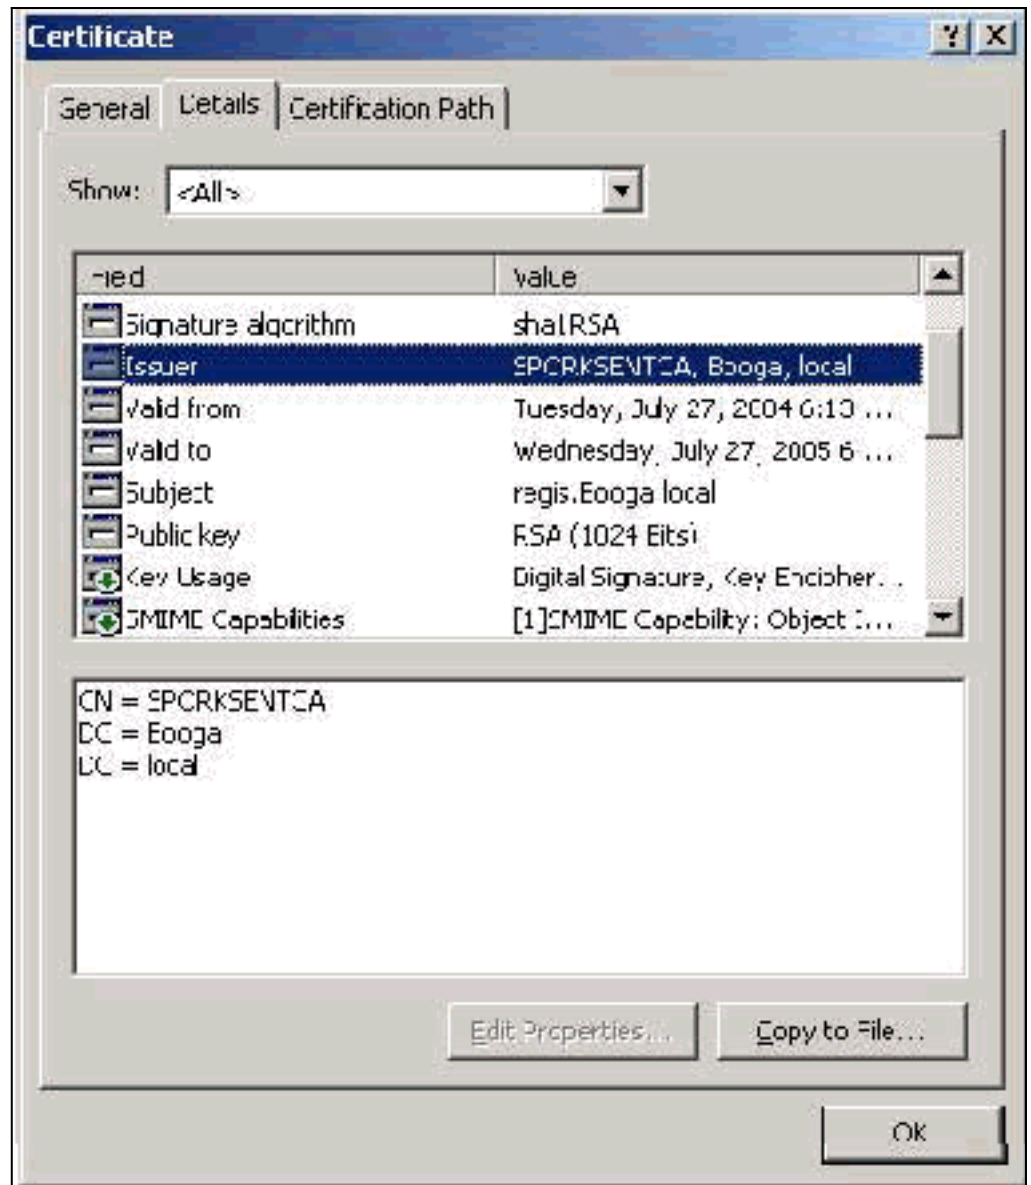 Certificate
General Details Certification Path
Show: <All>
Field Value
Signature algorithm sha1RSA
Issuer SPORKSENTCA, Booga, local
Valid from Tuesday, July 27, 2004 6:13 ...
Valid to Wednesday, July 27, 2005 6 ...
Subject regis.Booga.local
Public key RSA (1024 Bits)
Key Usage Digital Signature, Key Encipher...
SMIME Capabilities [1]SMIME Capability: Object I...
CN = SPORKSENTCA
DC = Booga
DC = local
Edit Properties... Copy to File...
OK